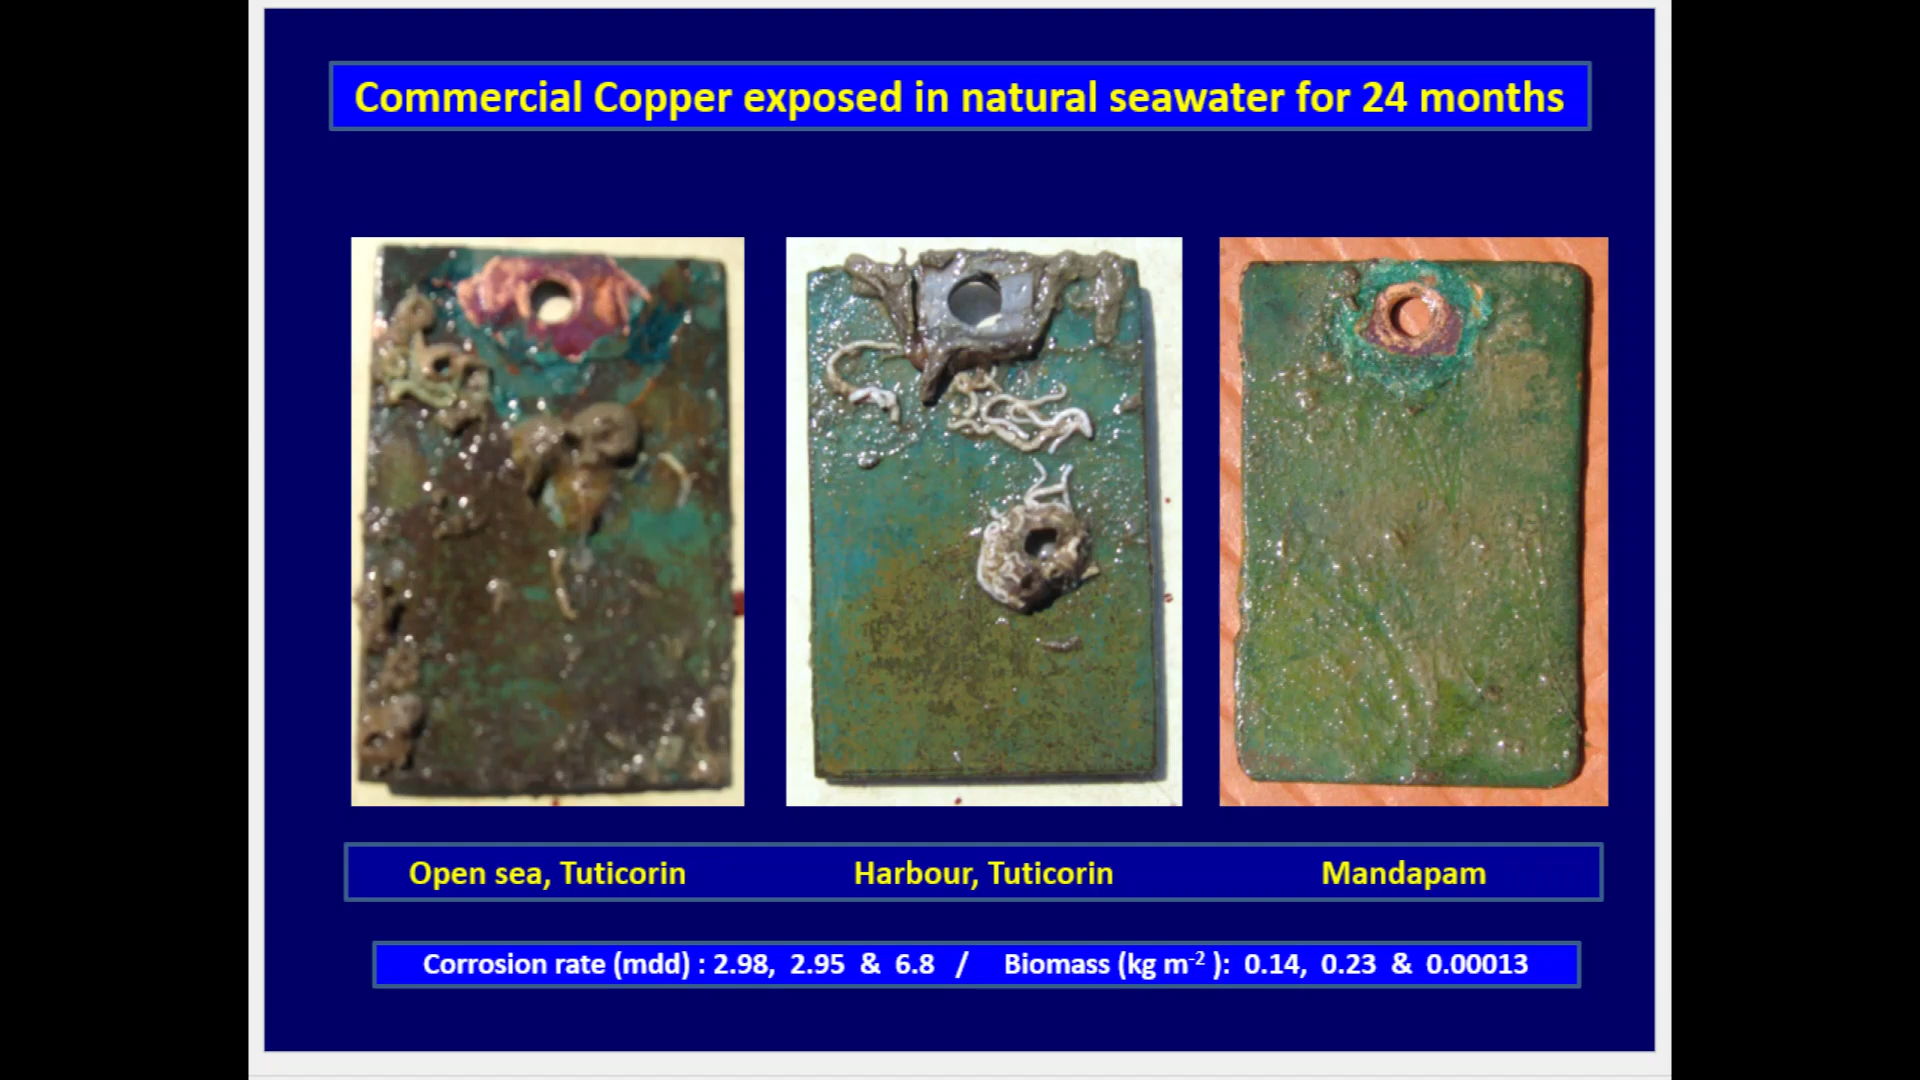 Commercial Copper exposed in natural seawater for 24 months
Open sea, Tuticorin Harbour, Tuticorin Mandapam
Corrosion rate (mdd) : 2.98, 2.95 & 6.8 / Biomass (kg m⁻² ): 0.14, 0.23 & 0.00013